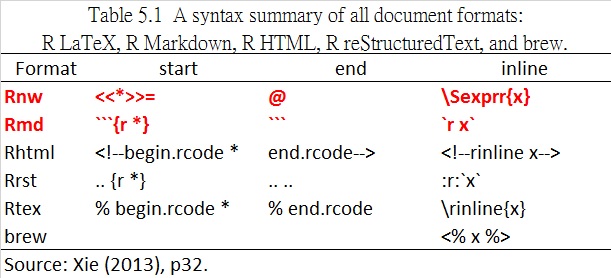 Table 5.1 A syntax summary of all document formats:
R LaTeX, R Markdown, R HTML, R reStructuredText, and brew.
Format start end inline
Rnw <<*>>= @ \Sexprr{x}
Rmd ```{r *} ``` `r x`
Rhtml <!--begin.rcode * end.rcode--> <!--rinline x-->
Rrst .. {r *} .. .. :r:`x`
Rtex % begin.rcode * % end.rcode \rinline{x}
brew <% x %>
Source: Xie (2013), p32.